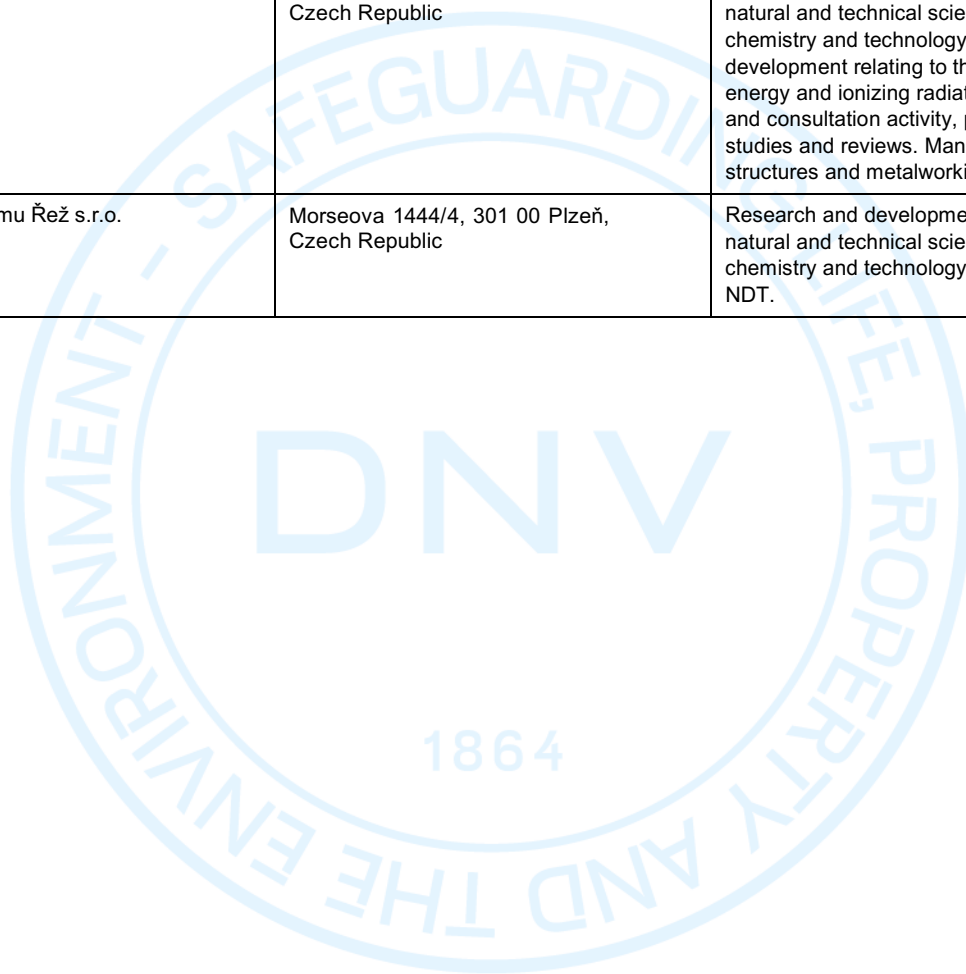 Czech Republic
natural and technical scie
chemistry and technology
development relating to th
energy and ionizing radiat
and consultation activity, p
studies and reviews. Man
structures and metalworki
mu Řež s.r.o.
Morseova 1444/4, 301 00 Plzeň,
Czech Republic
Research and developme
natural and technical scie
chemistry and technology
NDT.
SAFEGUARDING LIFE, PROPERTY AND THE ENVIRONMENT -
DNV
1864